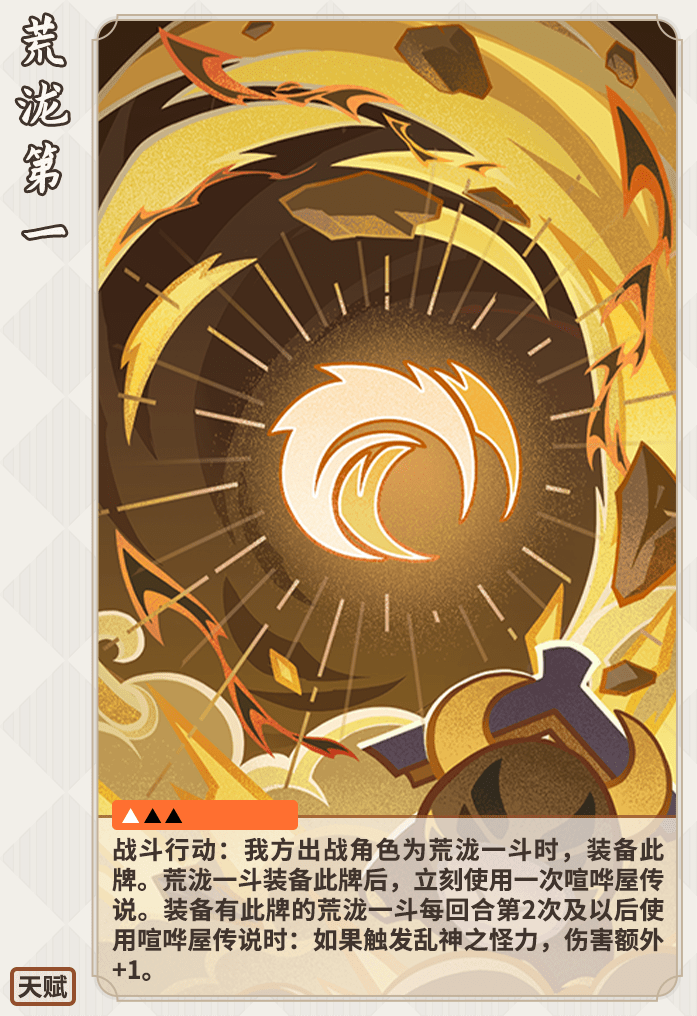 荒泷第一
战斗行动：我方出战角色为荒泷一斗时，装备此
牌。荒泷一斗装备此牌后，立刻使用一次喧哗屋传
说。装备有此牌的荒泷一斗每回合第2次及以后使
用喧哗屋传说时：如果触发乱神之怪力，伤害额外
+1。
天赋